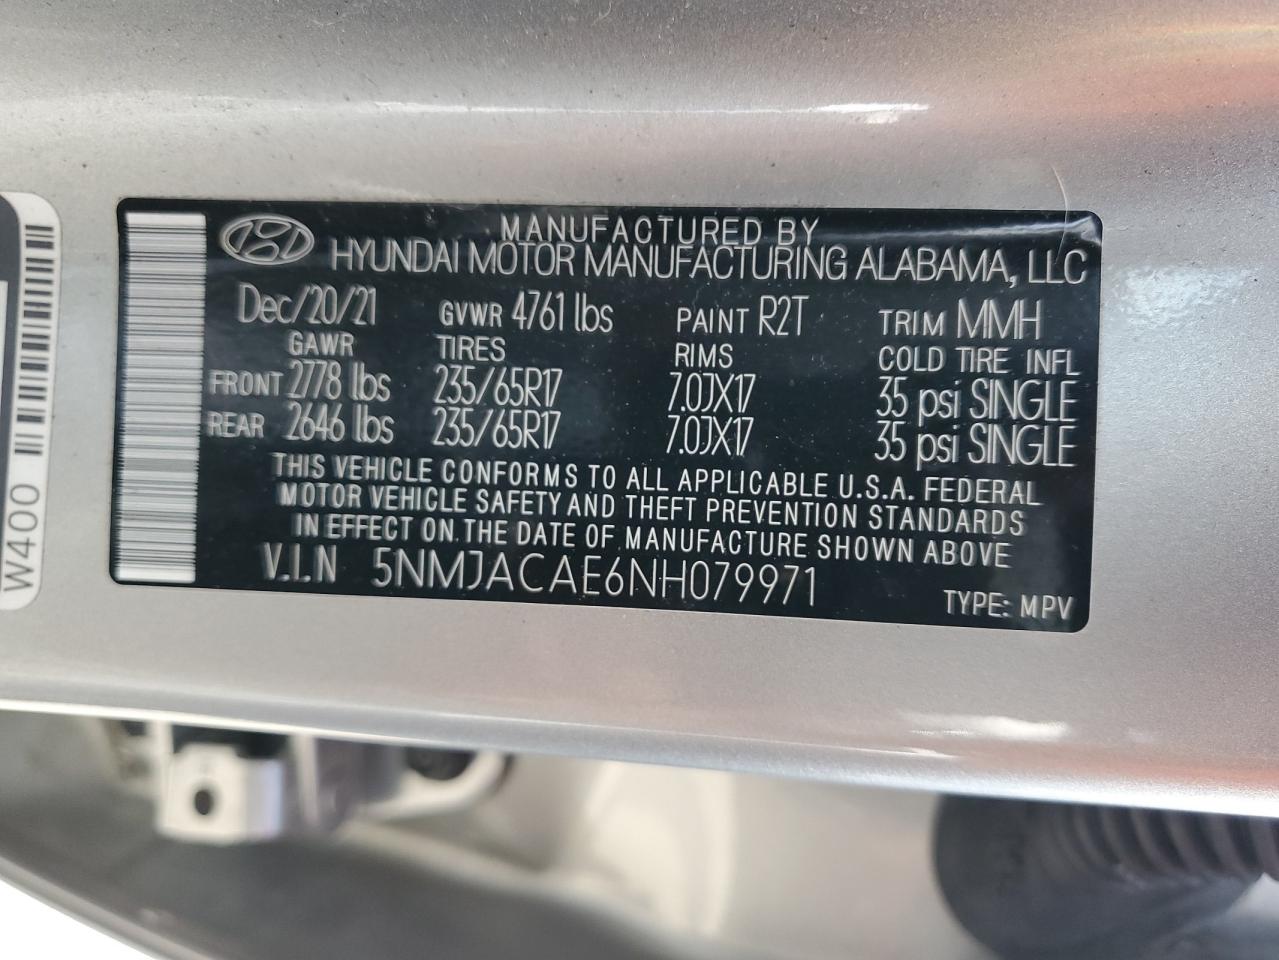 MANUFACTURED BY
HYUNDAI MOTOR MANUFACTURING ALABAMA, LLC
Dec/20/21 GVWR 4761 lbs PAINT R2T TRIM MMH
GAWR TIRES RIMS COLD TIRE INFL
FRONT 2778 lbs 235/65R17 7.0JX17 35 psi SINGLE
REAR 2646 lbs 235/65R17 7.0JX17 35 psi SINGLE
THIS VEHICLE CONFORMS TO ALL APPLICABLE U.S.A. FEDERAL
MOTOR VEHICLE SAFETY AND THEFT PREVENTION STANDARDS
IN EFFECT ON THE DATE OF MANUFACTURE SHOWN ABOVE
V.I.N 5NMJACAE6NH079971
TYPE: MPV
W400